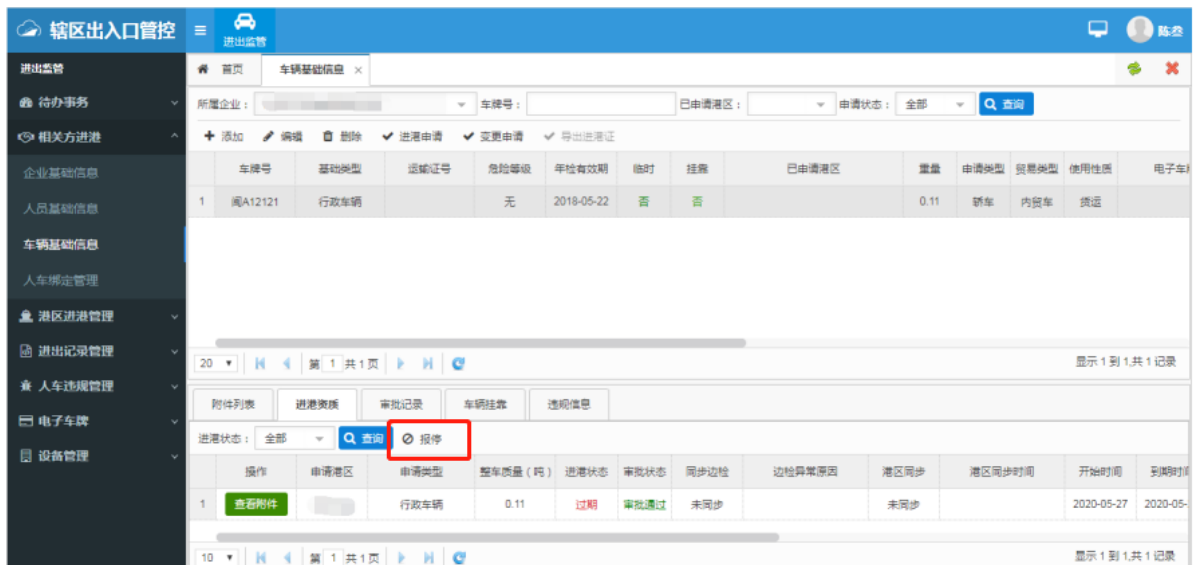 辖区出入口管控
进出监管
陈叁
进出监管
待办事务
相关方进港
企业基础信息
人员基础信息
车辆基础信息
人车绑定管理
港区进港管理
进出记录管理
人车违规管理
电子车牌
设备管理
首页 车辆基础信息 ×
所属企业： 车牌号： 已申请港区： 申请状态： 全部 查询
添加 编辑 删除 进港申请 变更申请 导出进港证
车牌号 基础类型 运输证号 危险等级 年检有效期 临时 挂靠 已申请港区 重量 申请类型 贸易类型 使用性质 电子车
1 闽A12121 行政车辆 无 2018-05-22 否 否 0.11 轿车 内贸车 货运
20 第 1 共1页 显示1到1,共1记录
附件列表 进港资质 审批记录 车辆挂靠 违规信息
进港状态： 全部 查询 报停
操作 申请港区 申请类型 整车质量（吨） 进港状态 审批状态 同步边检 边检异常原因 港区同步 港区同步时间 开始时间 到期时间
1 查看附件 行政车辆 0.11 过期 审批通过 未同步 未同步 2020-05-27 2020-05-
10 第 1 共1页 显示1到1,共1记录